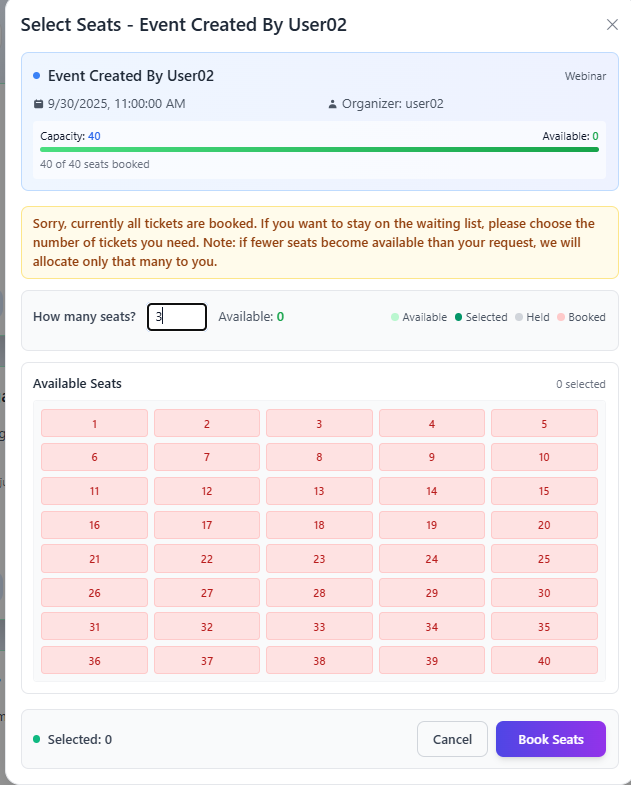 Select Seats - Event Created By User02
Event Created By User02
Webinar
9/30/2025, 11:00:00 AM
Organizer: user02
Capacity: 40
Available: 0
40 of 40 seats booked
Sorry, currently all tickets are booked. If you want to stay on the waiting list, please choose the
number of tickets you need. Note: if fewer seats become available than your request, we will
allocate only that many to you.
How many seats? 3 Available: 0
Available Selected Held Booked
Available Seats
0 selected
1 2 3 4 5
6 7 8 9 10
11 12 13 14 15
16 17 18 19 20
21 22 23 24 25
26 27 28 29 30
31 32 33 34 35
36 37 38 39 40
Selected: 0
Cancel
Book Seats